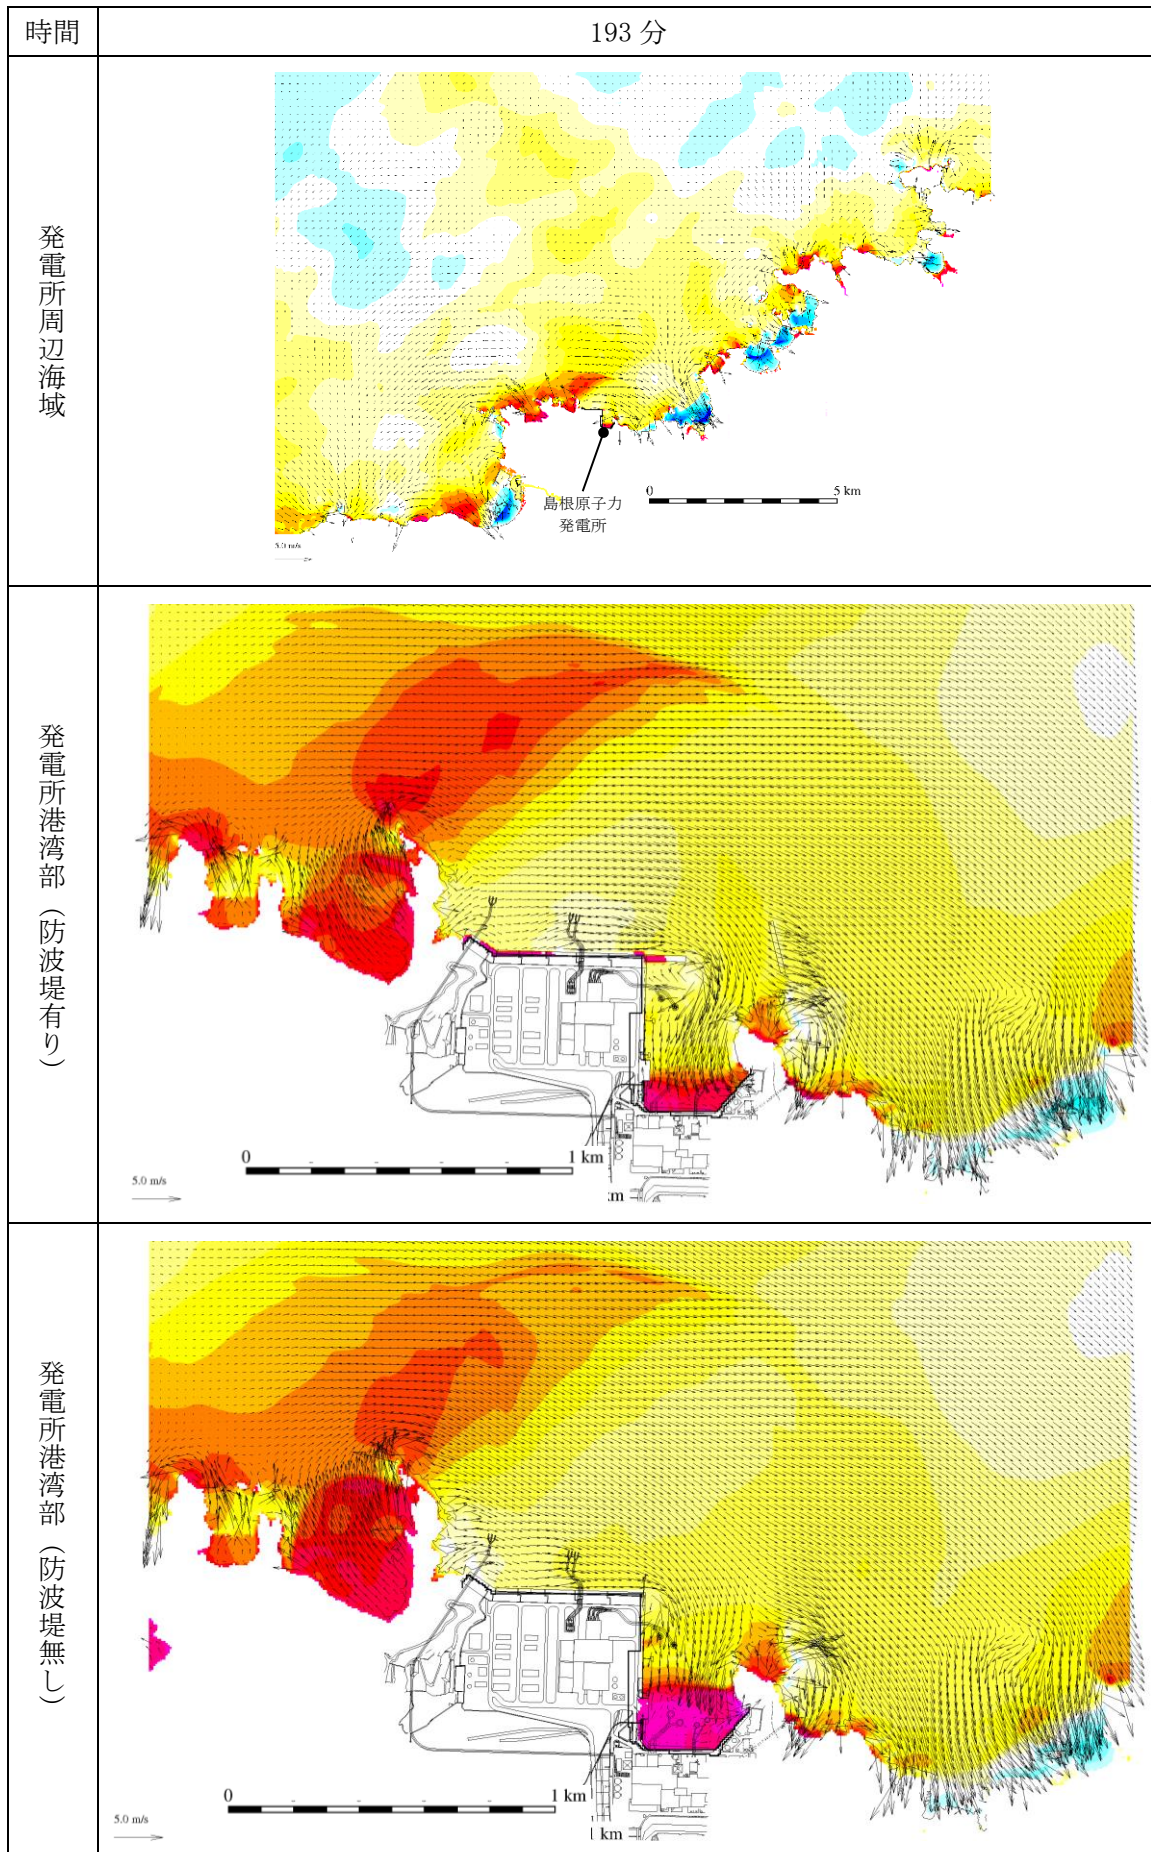 時間
193 分
発電所周辺海域
島根原子力
発電所
0
5 km
5.0 m/s
発電所港湾部（防波堤有り）
0
1 km
5.0 m/s
km
発電所港湾部（防波堤無し）
0
1 km
5.0 m/s
1 km